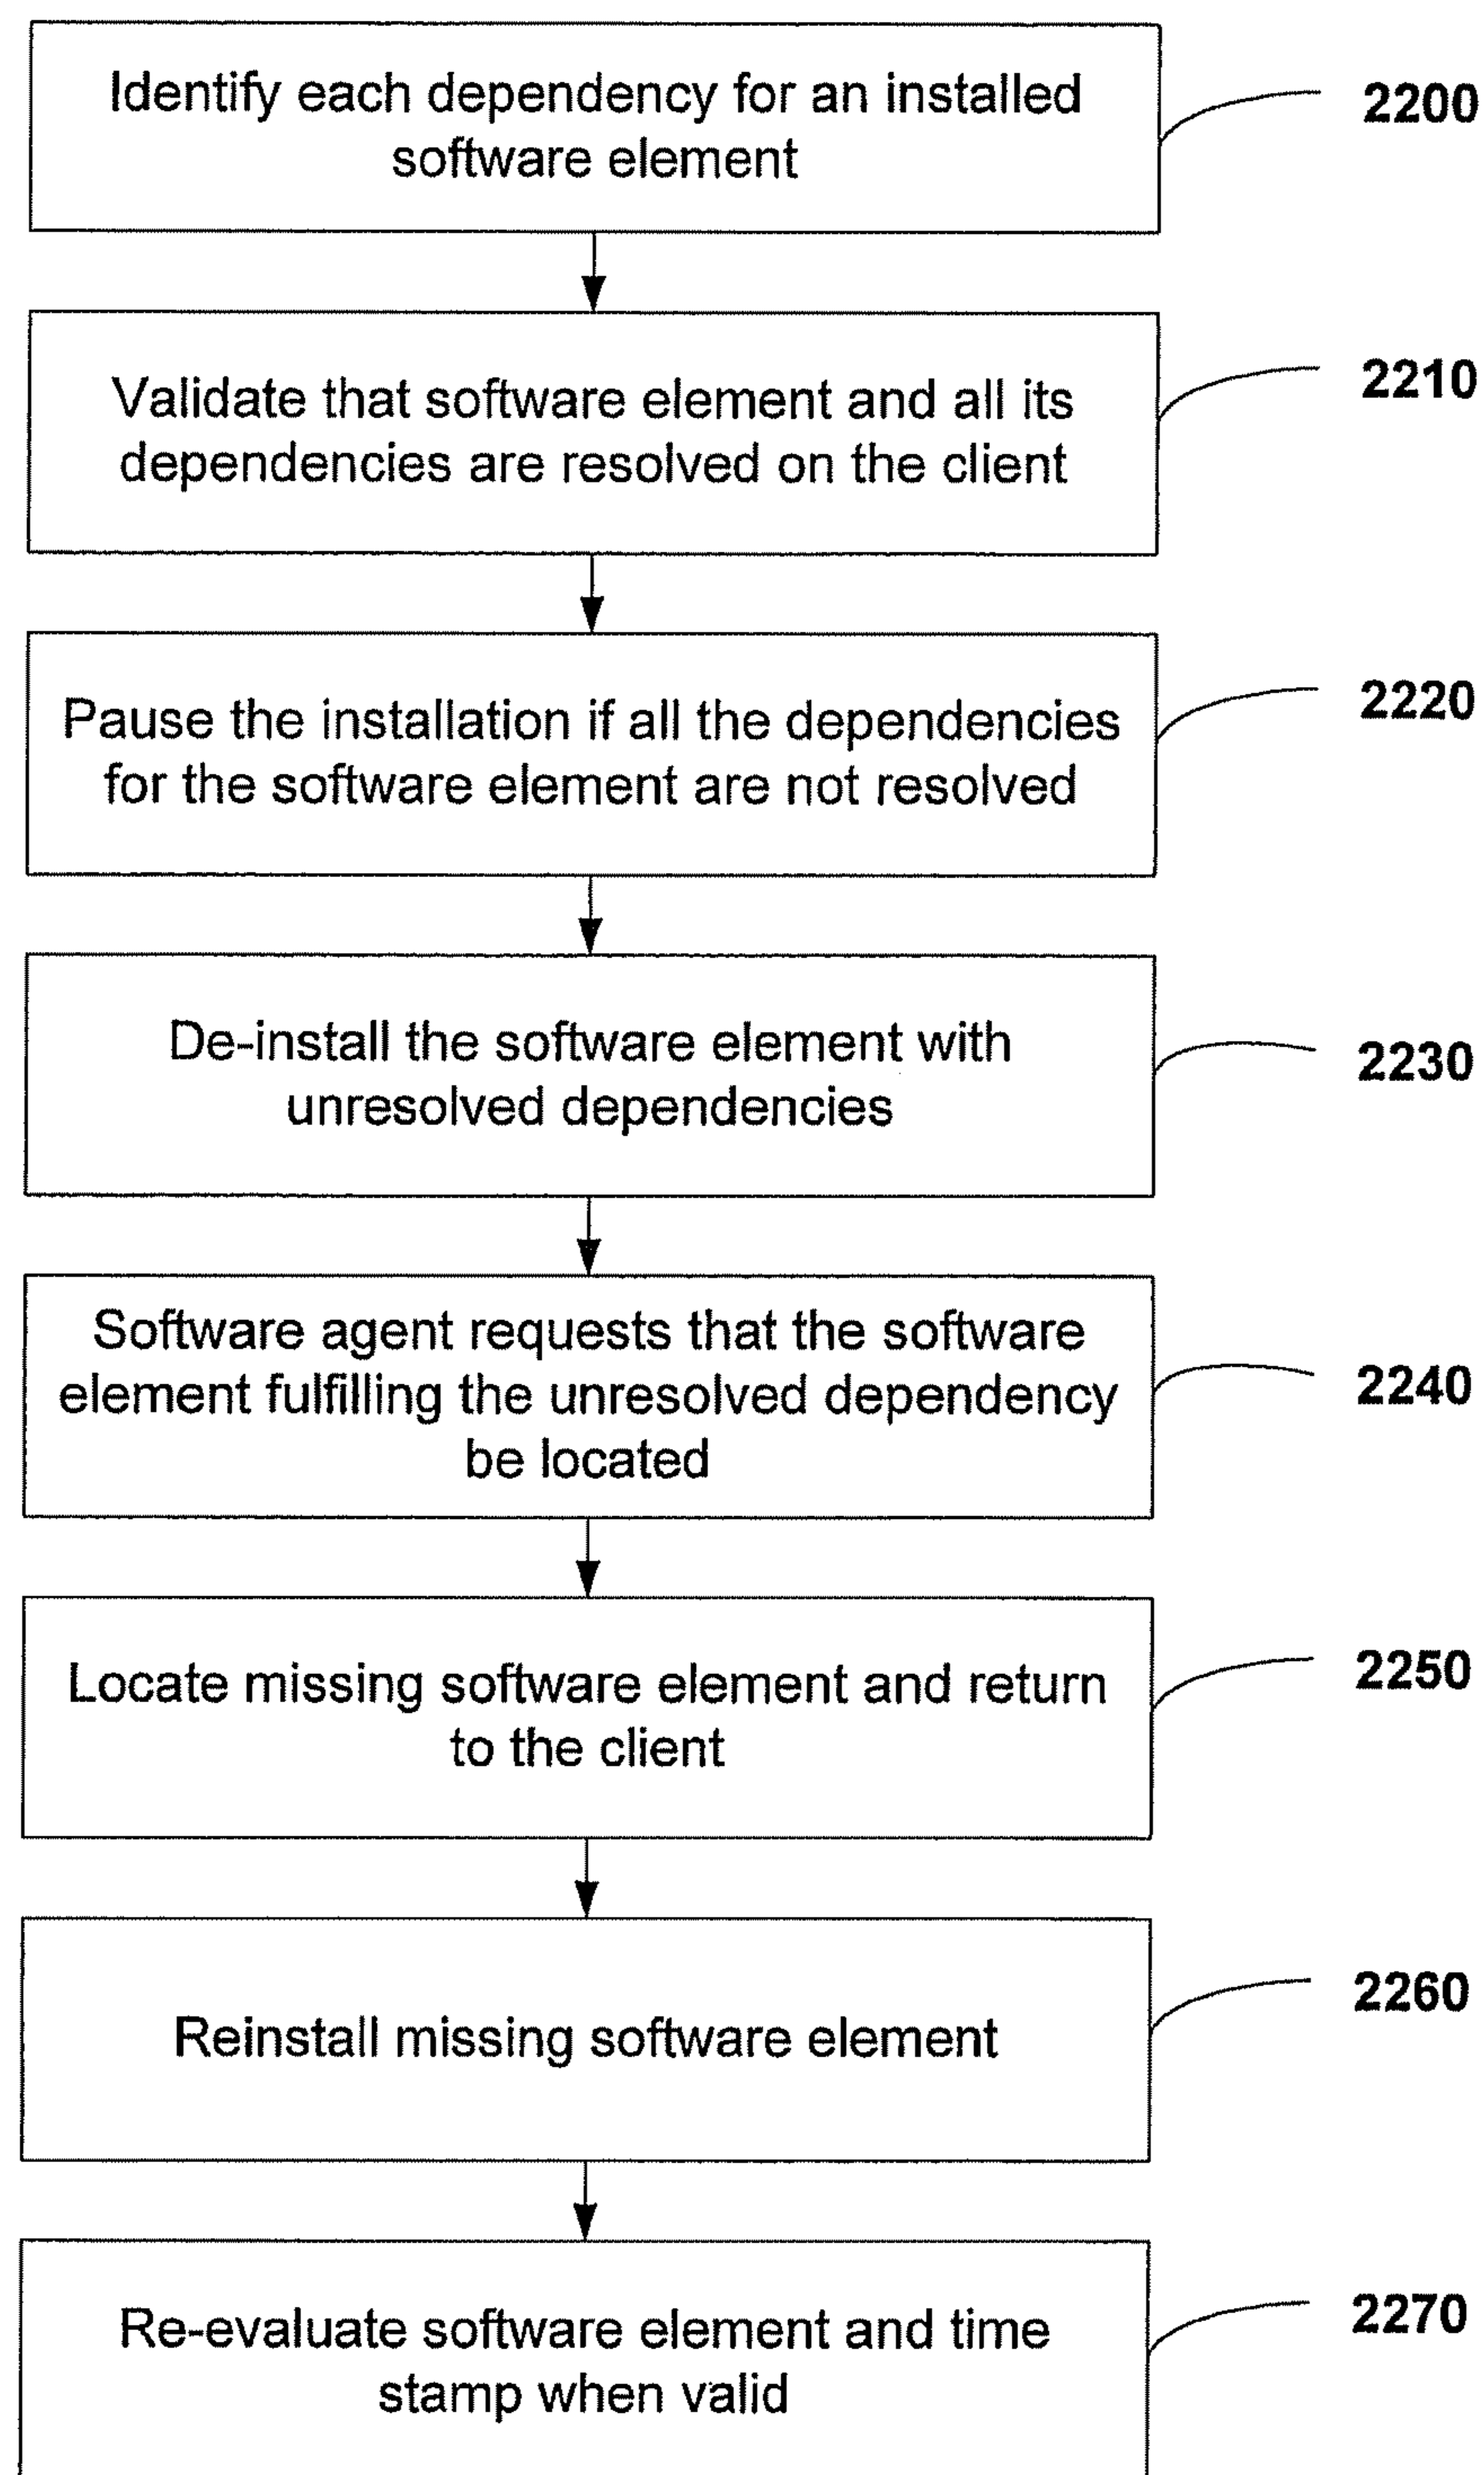 Identify each dependency for an installed
software element
2200
Validate that software element and all its
dependencies are resolved on the client
2210
Pause the installation if all the dependencies
for the software element are not resolved
2220
De-install the software element with
unresolved dependencies
2230
Software agent requests that the software
element fulfilling the unresolved dependency
be located
2240
Locate missing software element and return
to the client
2250
Reinstall missing software element
2260
Re-evaluate software element and time
stamp when valid
2270